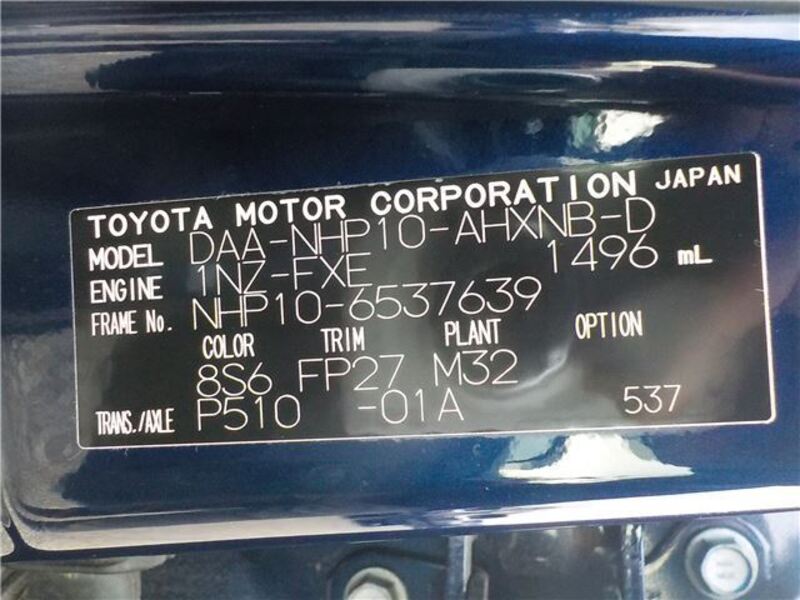 TOYOTA MOTOR CORPORATION JAPAN
MODEL DAA-NHP10-AHXNB-D
ENGINE 1NZ-FXE 1496 mL
FRAME No. NHP10-6537639
COLOR TRIM PLANT OPTION
8S6 FP27 M32
TRANS./AXLE P510 -01A 537